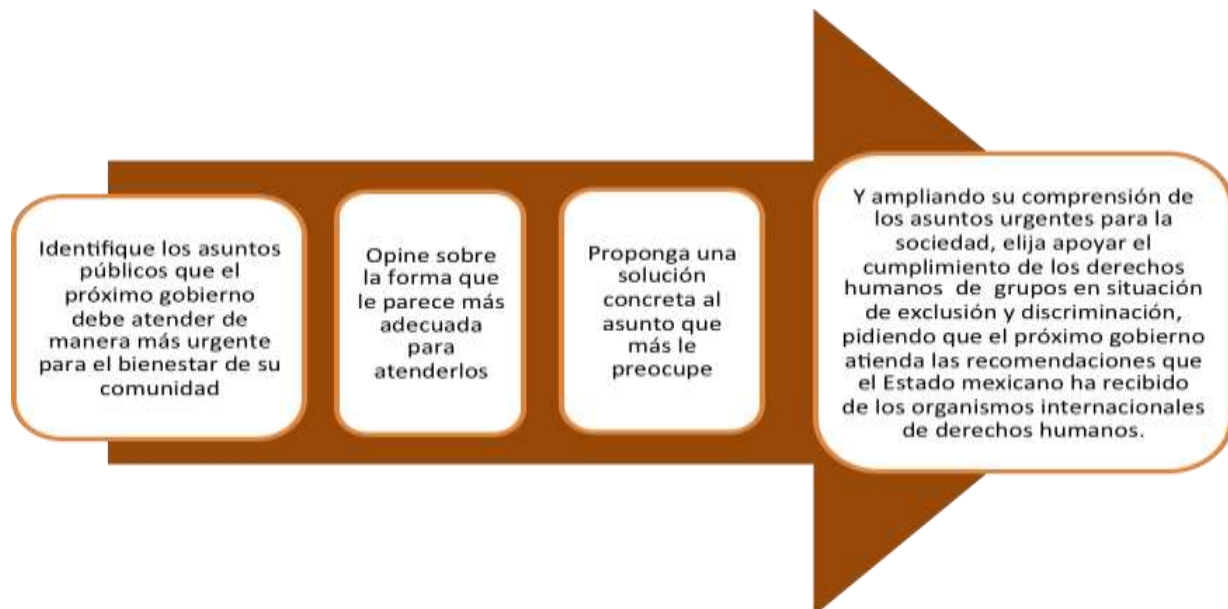 Identifique los asuntos
públicos que el
próximo gobierno
debe atender de
manera más urgente
para el bienestar de su
comunidad
Opine sobre
la forma que
le parece más
adecuada
para
atenderlos
Proponga una
solución
concreta al
asunto que
más le
preocupe
Y ampliando su comprensión de
los asuntos urgentes para la
sociedad, elija apoyar el
cumplimiento de los derechos
humanos de grupos en situación
de exclusión y discriminación,
pidiendo que el próximo gobierno
atienda las recomendaciones que
el Estado mexicano ha recibido
de los organismos internacionales
de derechos humanos.